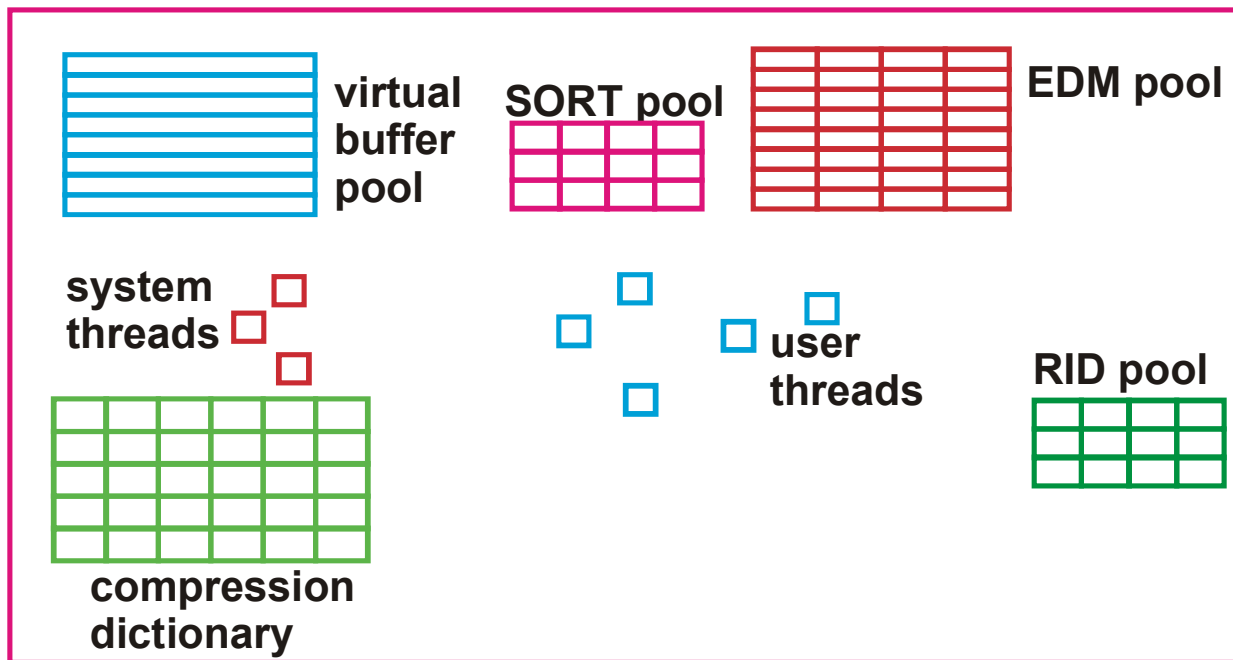 virtual
buffer
pool
SORT pool
EDM pool
system
threads
user
threads
RID pool
compression
dictionary